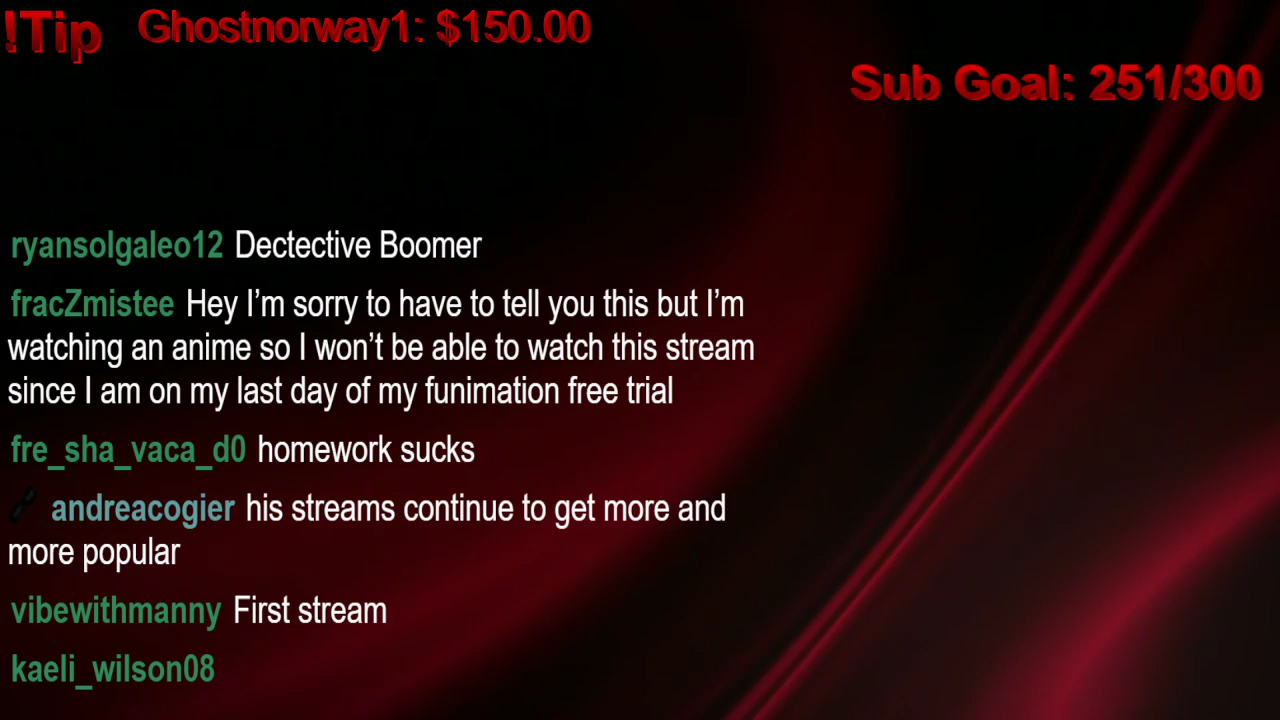 !Tip Ghostnorway1: $150.00
Sub Goal: 251/300
ryansolgaleo12 Dectective Boomer
fracZmistee Hey I’m sorry to have to tell you this but I’m
watching an anime so I won’t be able to watch this stream
since I am on my last day of my funimation free trial
fre_sha_vaca_d0 homework sucks
andreacogier his streams continue to get more and
more popular
vibewithmanny First stream
kaeli_wilson08